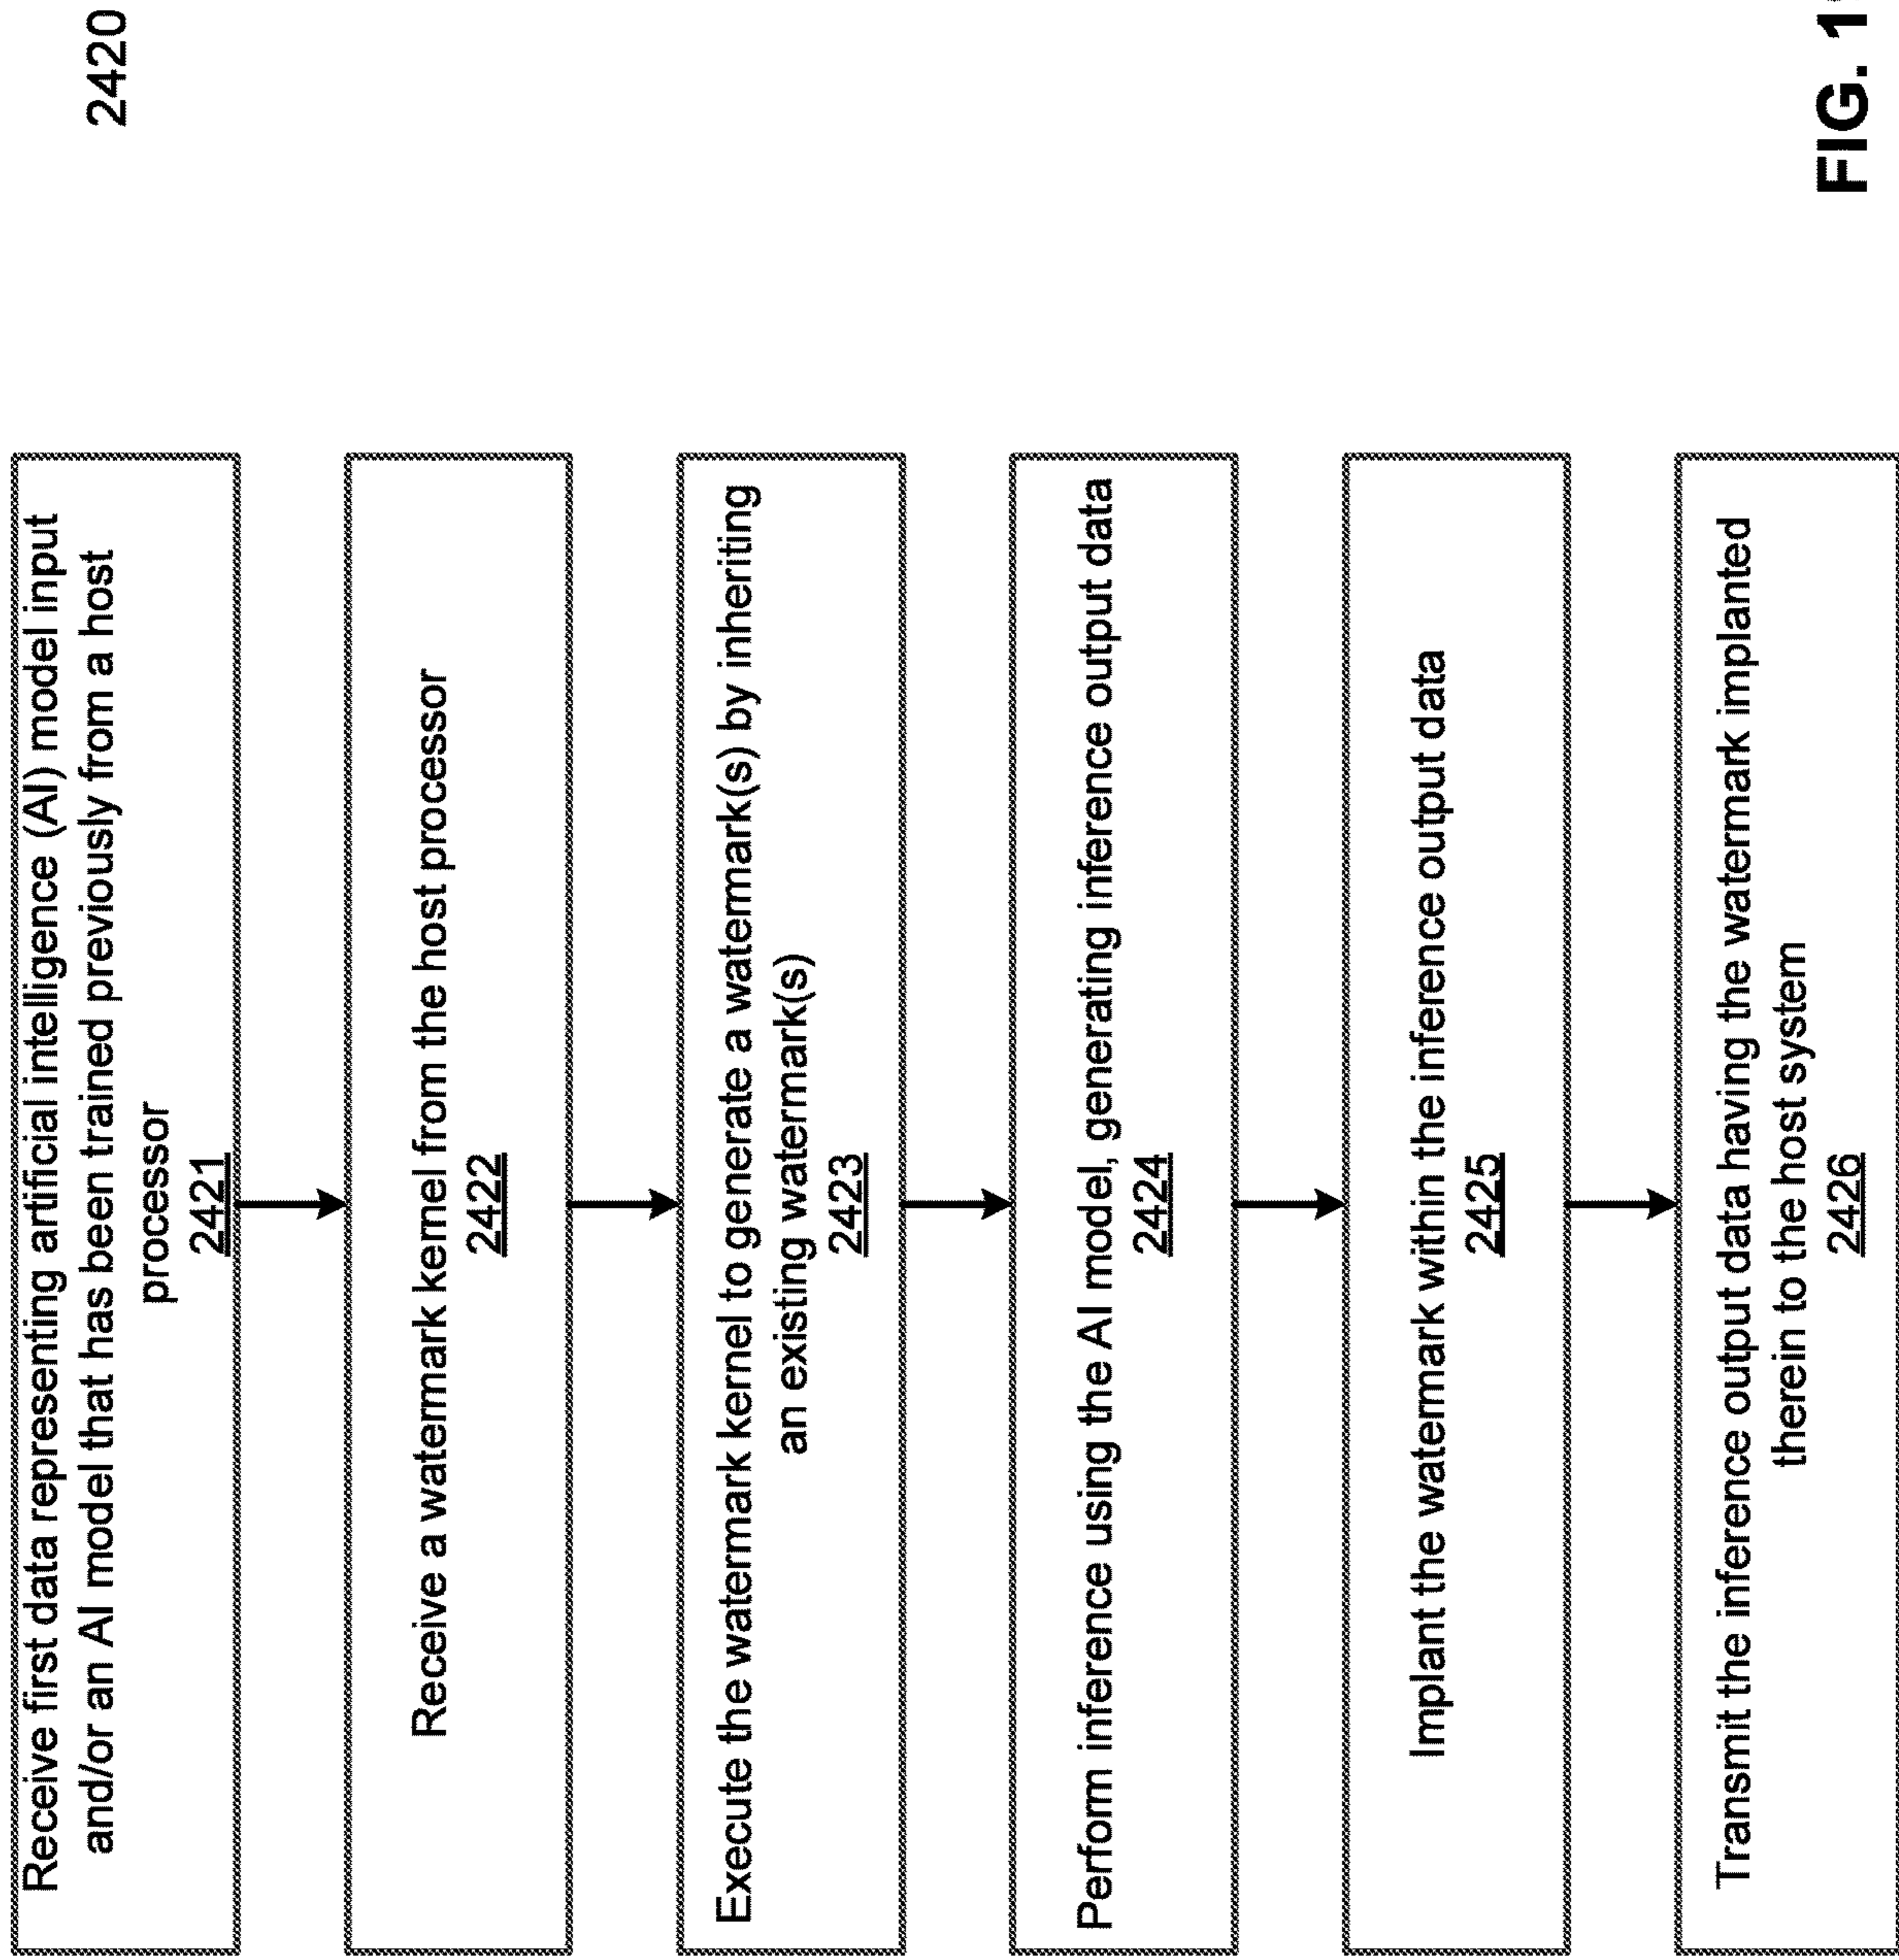 2420
Receive first data representing artificial intelligence (AI) model input
and/or an AI model that has been trained previously from a host
processor
2421
Receive a watermark kernel from the host processor
2422
Execute the watermark kernel to generate a watermark(s) by inheriting
an existing watermark(s)
2423
Perform inference using the AI model, generating inference output data
2424
Implant the watermark within the inference output data
2425
Transmit the inference output data having the watermark implanted
therein to the host system
2426
FIG.